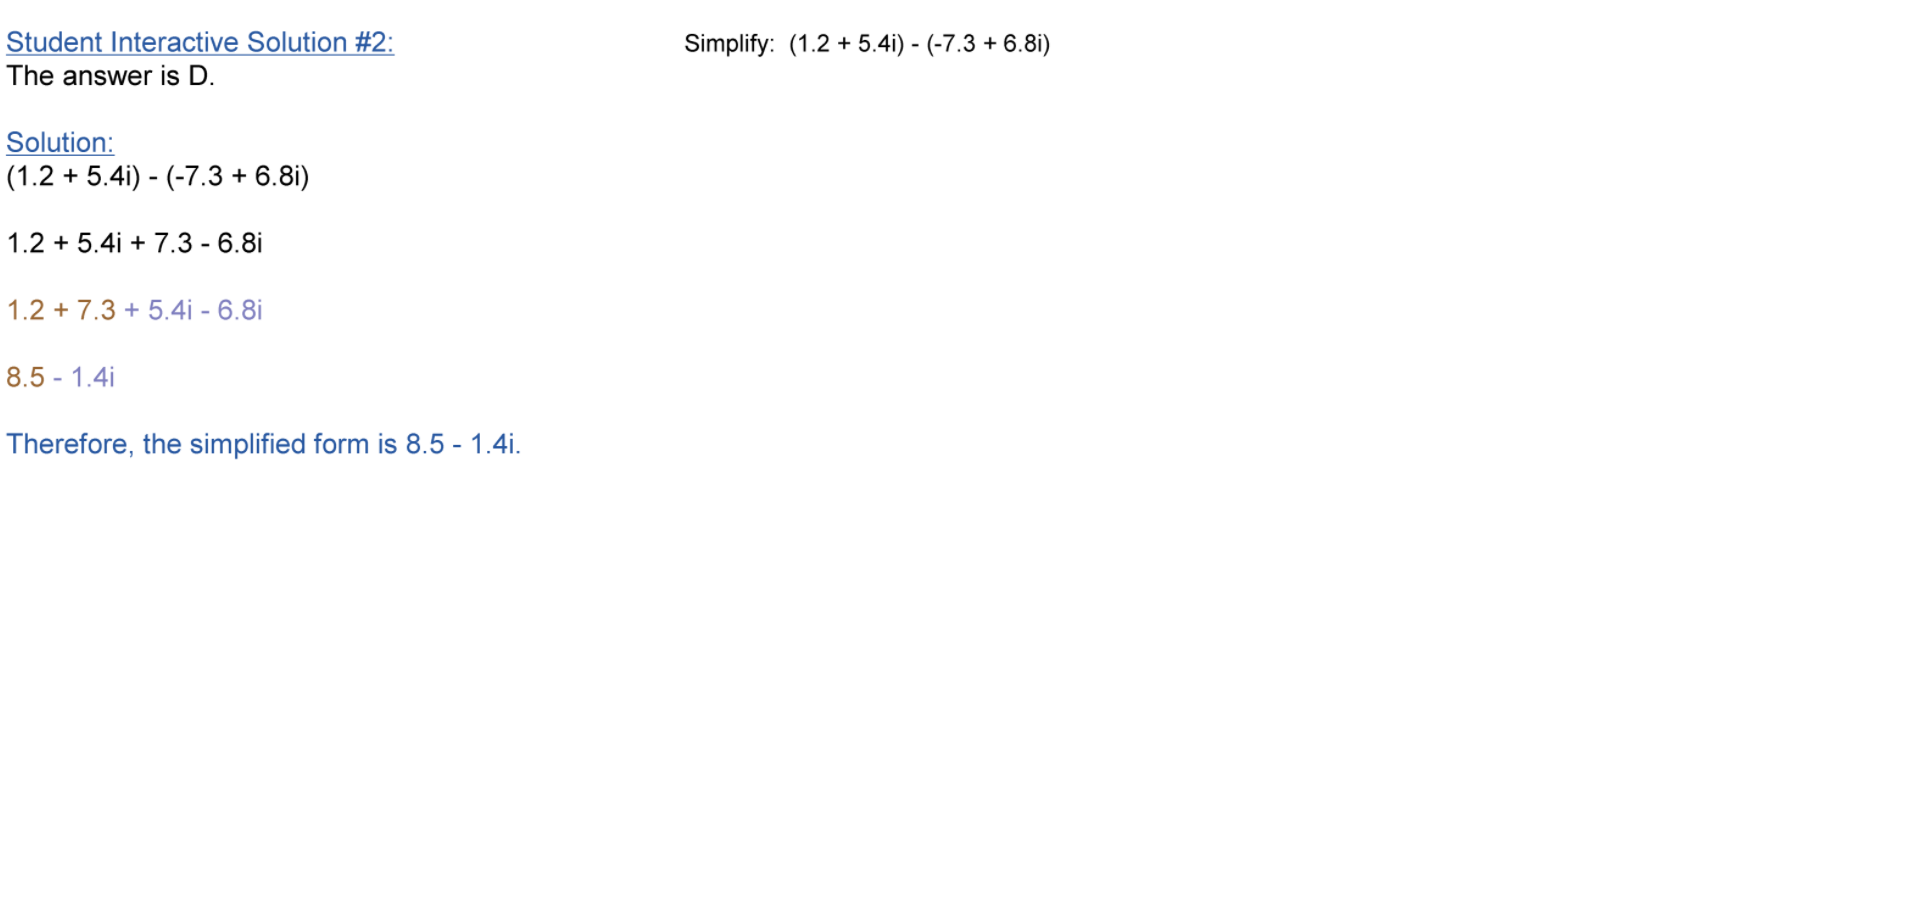 Student Interactive Solution #2:
Simplify: (1.2 + 5.4i) - (-7.3 + 6.8i)
The answer is D.
Solution:
(1.2 + 5.4i) - (-7.3 + 6.8i)
1.2 + 5.4i + 7.3 - 6.8i
1.2 + 7.3 + 5.4i - 6.8i
8.5 - 1.4i
Therefore, the simplified form is 8.5 - 1.4i.